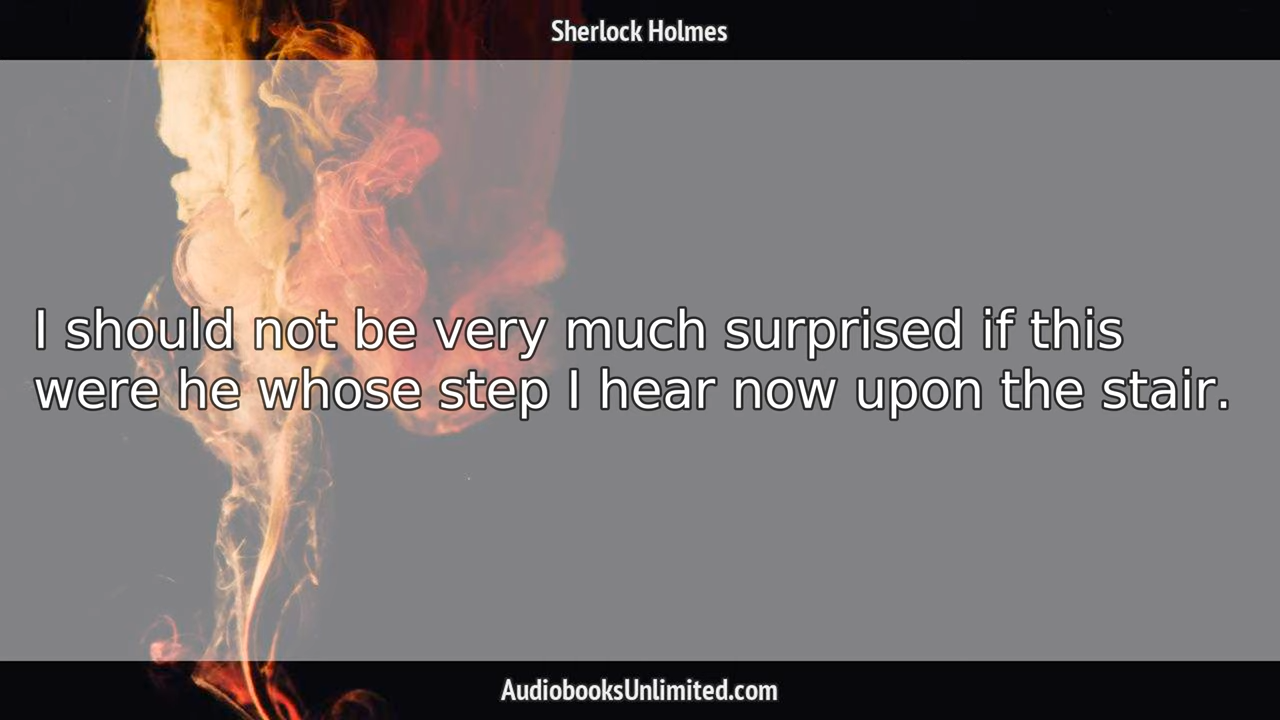 Sherlock Holmes
I should not be very much surprised if this
were he whose step I hear now upon the stair.
AudiobooksUnlimited.com